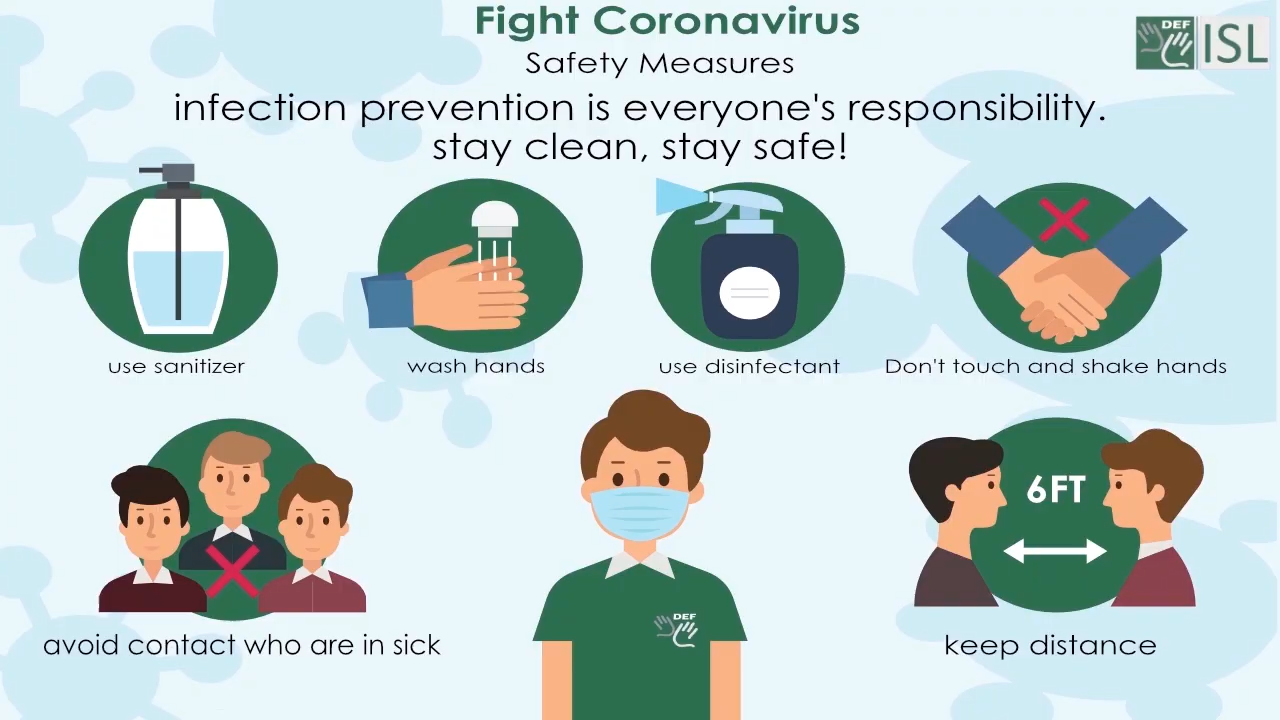 Fight Coronavirus
DEF
ISL
Safety Measures
infection prevention is everyone's responsibility.
stay clean, stay safe!
use sanitizer
wash hands
use disinfectant
Don't touch and shake hands
6FT
DEF
avoid contact who are in sick
keep distance